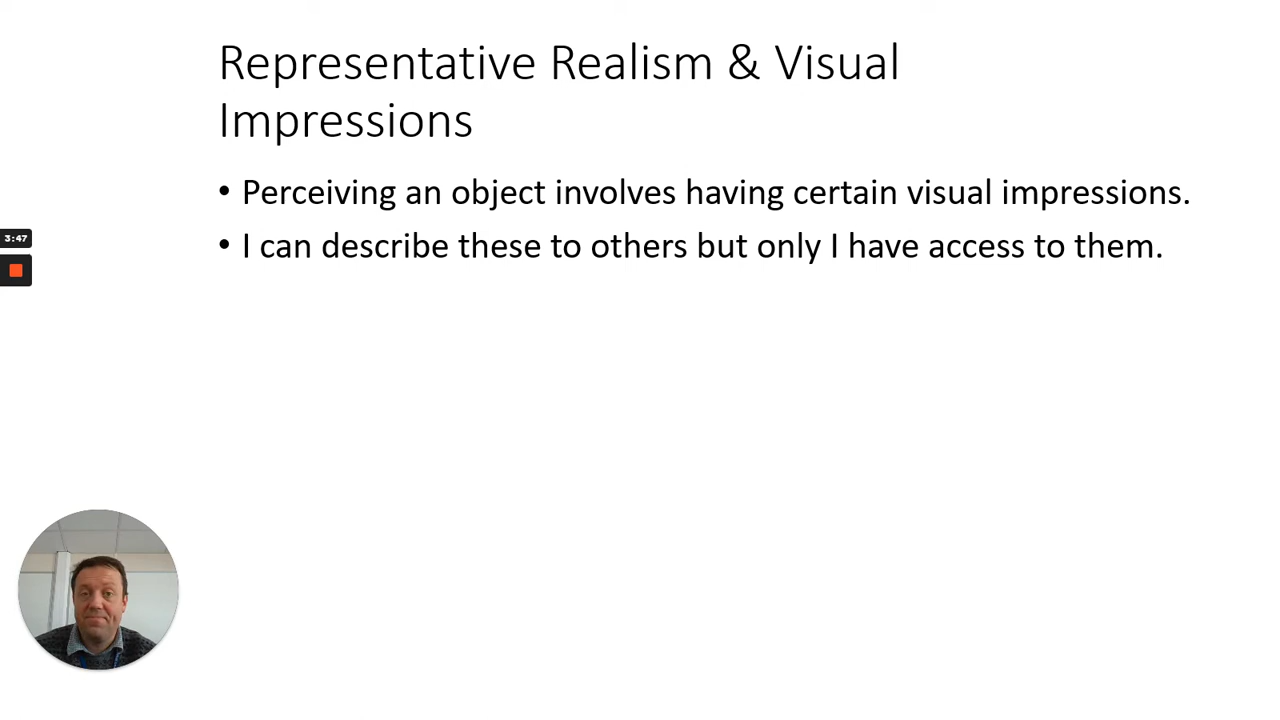 Representative Realism & Visual
Impressions
• Perceiving an object involves having certain visual impressions.
• I can describe these to others but only I have access to them.
3:47